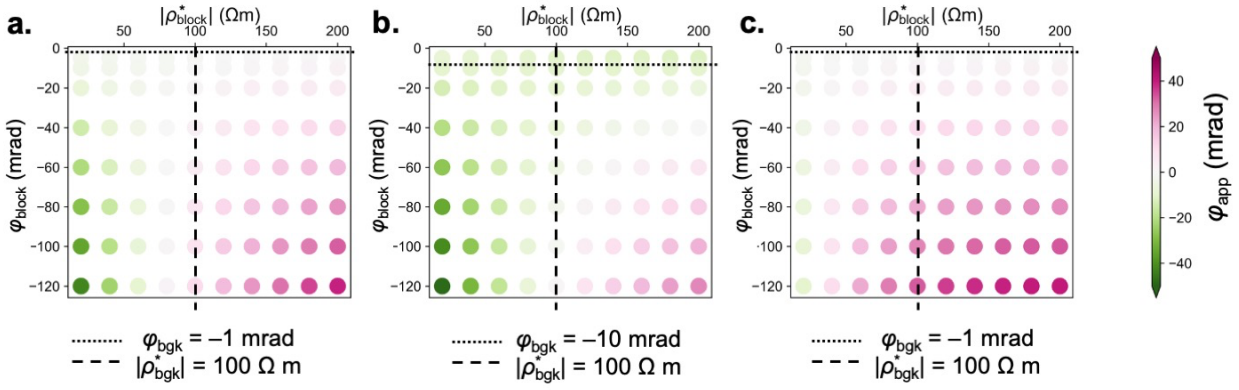 a.
|ρ*block| (Ωm)
50 100 150 200
φblock (mrad)
0
−20
−40
−60
−80
−100
−120
φbgk = −1 mrad
|ρ*bgk| = 100 Ω m
b.
|ρ*block| (Ωm)
50 100 150 200
φblock (mrad)
0
−20
−40
−60
−80
−100
−120
φbgk = −10 mrad
|ρ*bgk| = 100 Ω m
c.
|ρ*block| (Ωm)
50 100 150 200
φblock (mrad)
0
−20
−40
−60
−80
−100
−120
φbgk = −1 mrad
|ρ*bgk| = 100 Ω m
40
20
0
−20
−40
φapp (mrad)